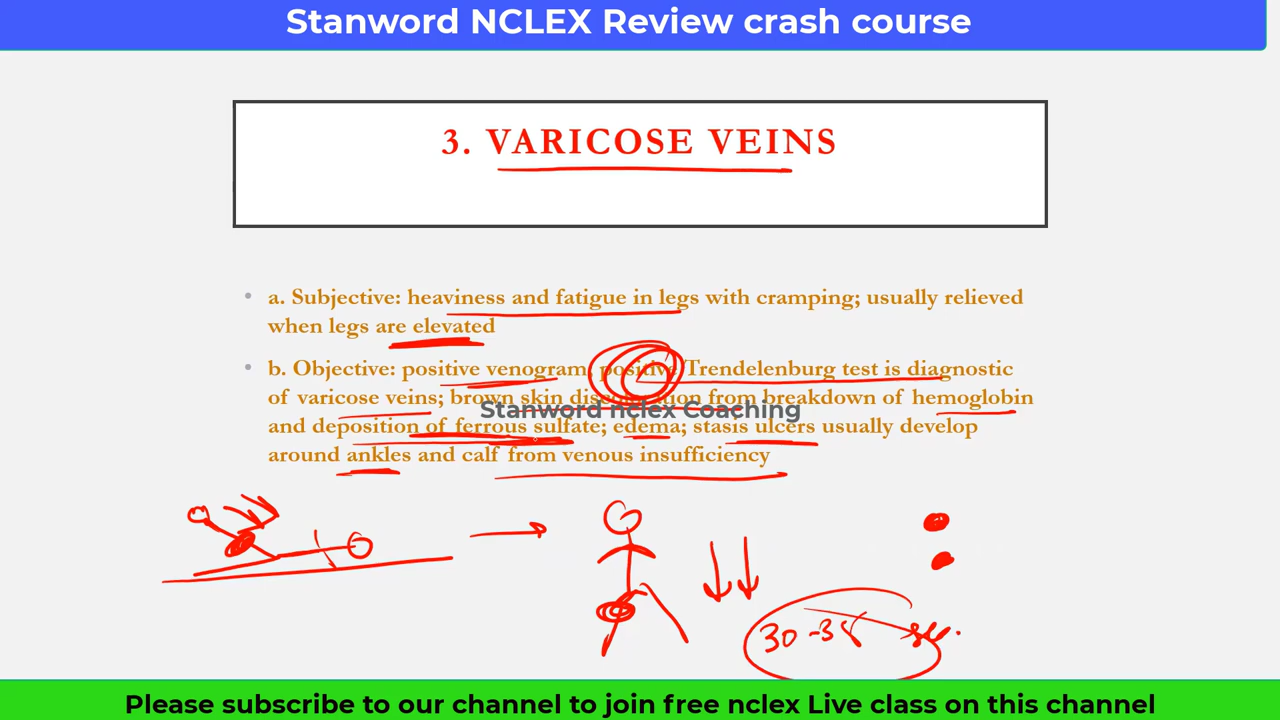 Stanword NCLEX Review crash course
3. VARICOSE VEINS
• a. Subjective: heaviness and fatigue in legs with cramping; usually relieved
when legs are elevated
• b. Objective: positive venogram, positive Trendelenburg test is diagnostic
of varicose veins; brown skin discoloration from breakdown of hemoglobin
Stanword nclex Coaching
and deposition of ferrous sulfate; edema; stasis ulcers usually develop
around ankles and calf from venous insufficiency
Please subscribe to our channel to join free nclex Live class on this channel